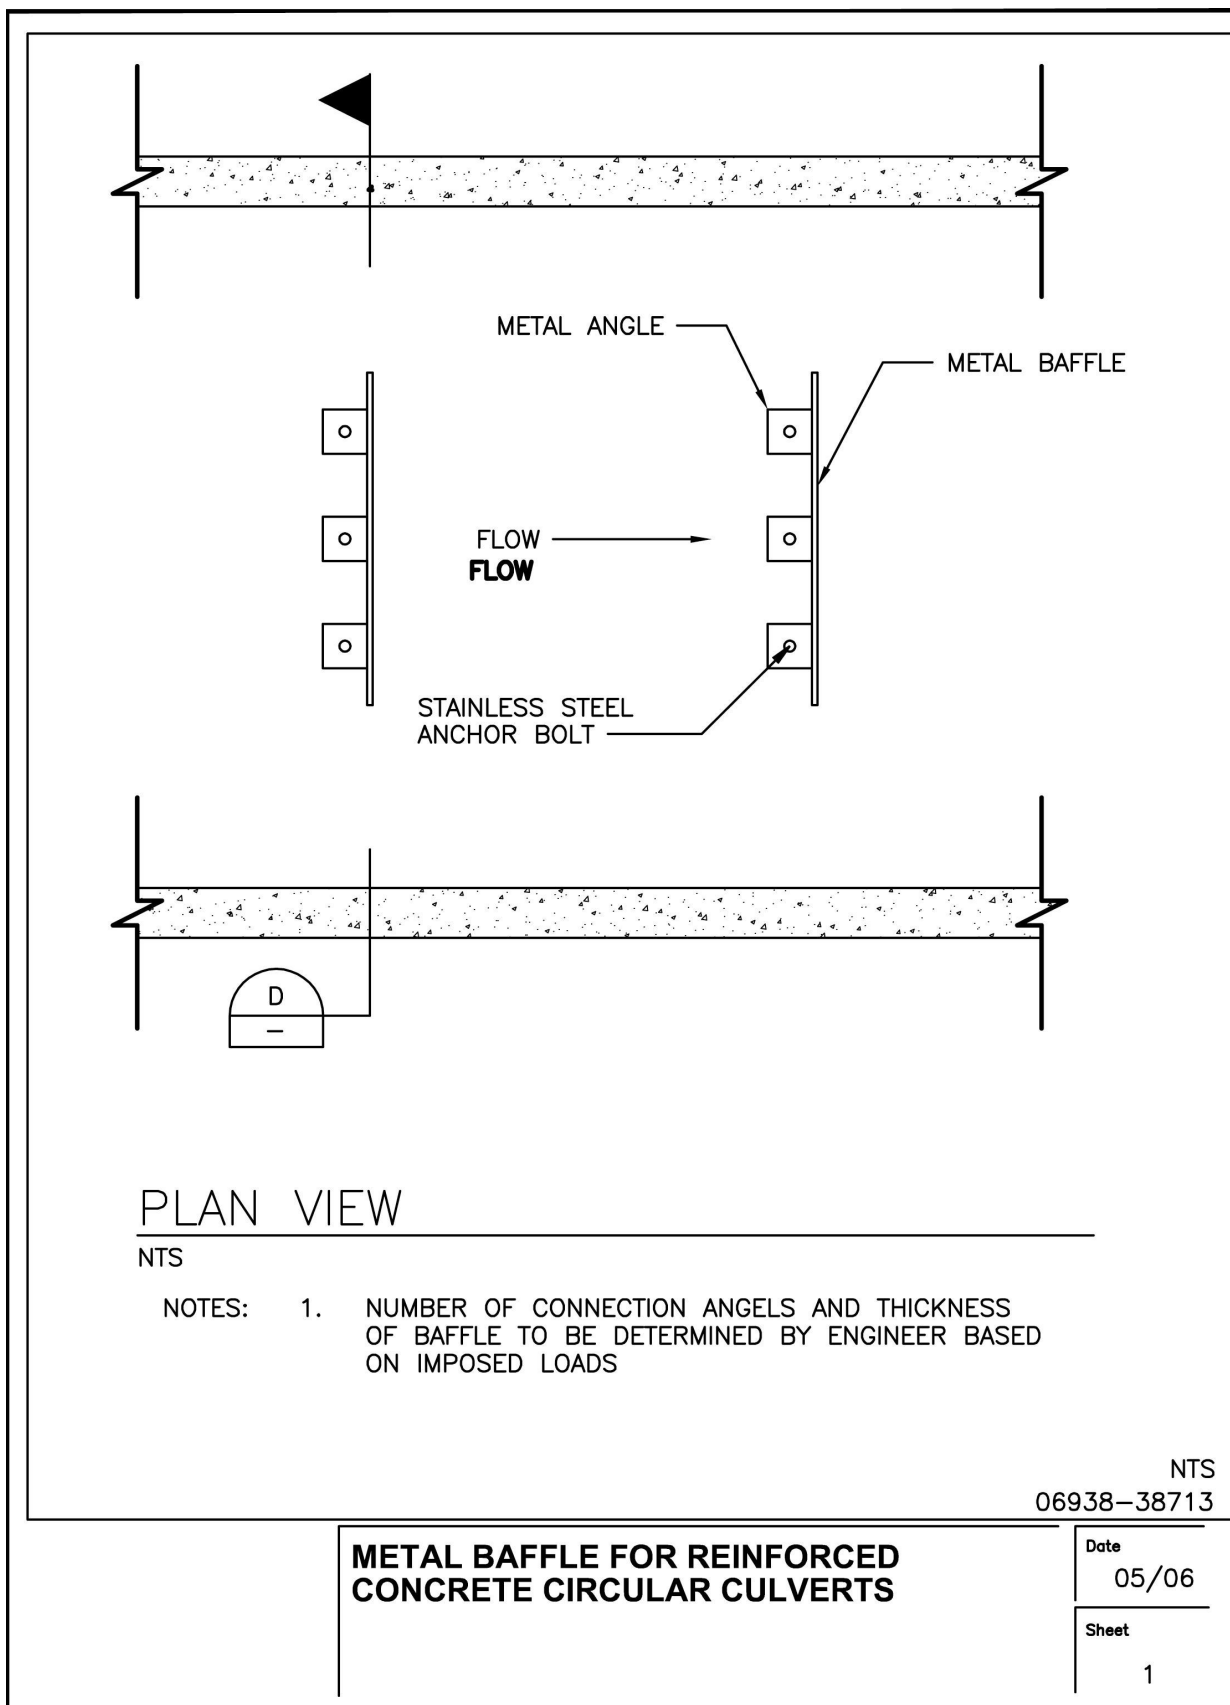 METAL ANGLE
METAL BAFFLE
FLOW
FLOW
STAINLESS STEEL
ANCHOR BOLT
D
–
PLAN VIEW
NTS
NOTES: 1. NUMBER OF CONNECTION ANGELS AND THICKNESS
OF BAFFLE TO BE DETERMINED BY ENGINEER BASED
ON IMPOSED LOADS
NTS
06938-38713
METAL BAFFLE FOR REINFORCED
CONCRETE CIRCULAR CULVERTS
Date
05/06
Sheet
1